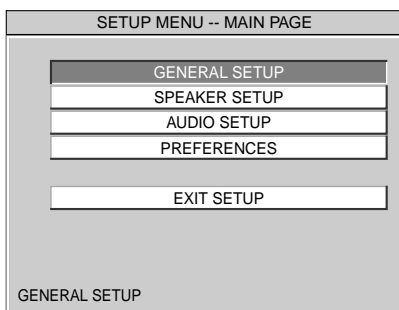 SETUP MENU -- MAIN PAGE
GENERAL SETUP
SPEAKER SETUP
AUDIO SETUP
PREFERENCES
EXIT SETUP
GENERAL SETUP